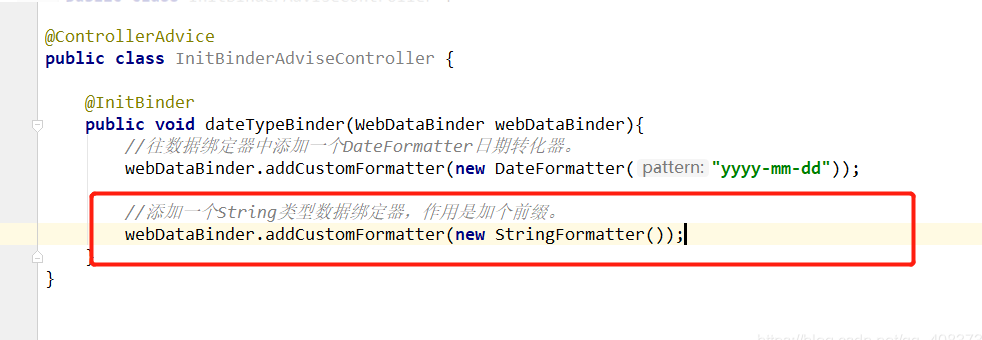 @ControllerAdvice
public class InitBinderAdviseController {
@InitBinder
public void dateTypeBinder(WebDataBinder webDataBinder){
//往数据绑定器中添加一个DateFormatter日期转化器。
webDataBinder.addCustomFormatter(new DateFormatter( pattern: "yyyy-mm-dd"));
//添加一个String类型数据绑定器，作用是加个前缀。
webDataBinder.addCustomFormatter(new StringFormatter());
}
}